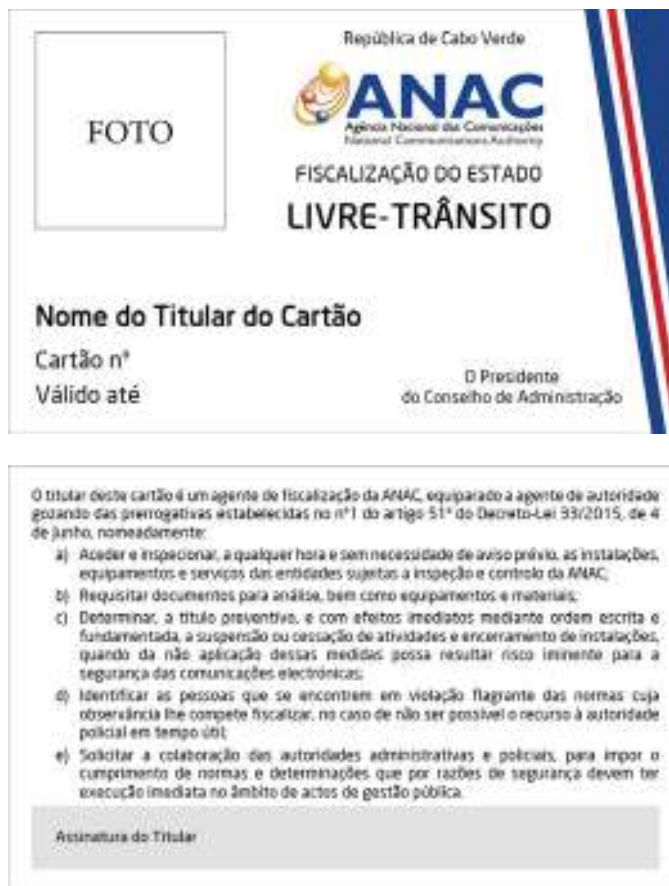 República de Cabo Verde
FOTO
ANAC
Agência Nacional das Comunicações
National Communications Authority
FISCALIZAÇÃO DO ESTADO
LIVRE-TRÂNSITO
Nome do Titular do Cartão
Cartão nº
Válido até
O Presidente
do Conselho de Administração
O titular deste cartão é um agente de fiscalização da ANAC, equiparado a agente de autoridade
gozando das prerrogativas estabelecidas no nº1 do artigo 51º do Decreto-Lei 33/2015, de 4
de junho, nomeadamente:
a) Aceder e inspecionar, a qualquer hora e sem necessidade de aviso prévio, as instalações,
equipamentos e serviços das entidades sujeitas a inspeção e controlo da ANAC;
b) Requisitar documentos para análise, bem como equipamentos e materiais;
c) Determinar, a título preventivo, e com efeitos imediatos mediante ordem escrita e
fundamentada, a suspensão ou cessação de atividades e encerramento de instalações,
quando da não aplicação dessas medidas possa resultar risco iminente para a
segurança das comunicações electrónicas;
d) Identificar as pessoas que se encontrem em violação flagrante das normas cuja
observância lhe compete fiscalizar, no caso de não ser possível o recurso à autoridade
policial em tempo útil;
e) Solicitar a colaboração das autoridades administrativas e policiais, para impor o
cumprimento de normas e determinações que por razões de segurança devem ter
execução imediata no âmbito de actos de gestão pública.
Assinatura do Titular